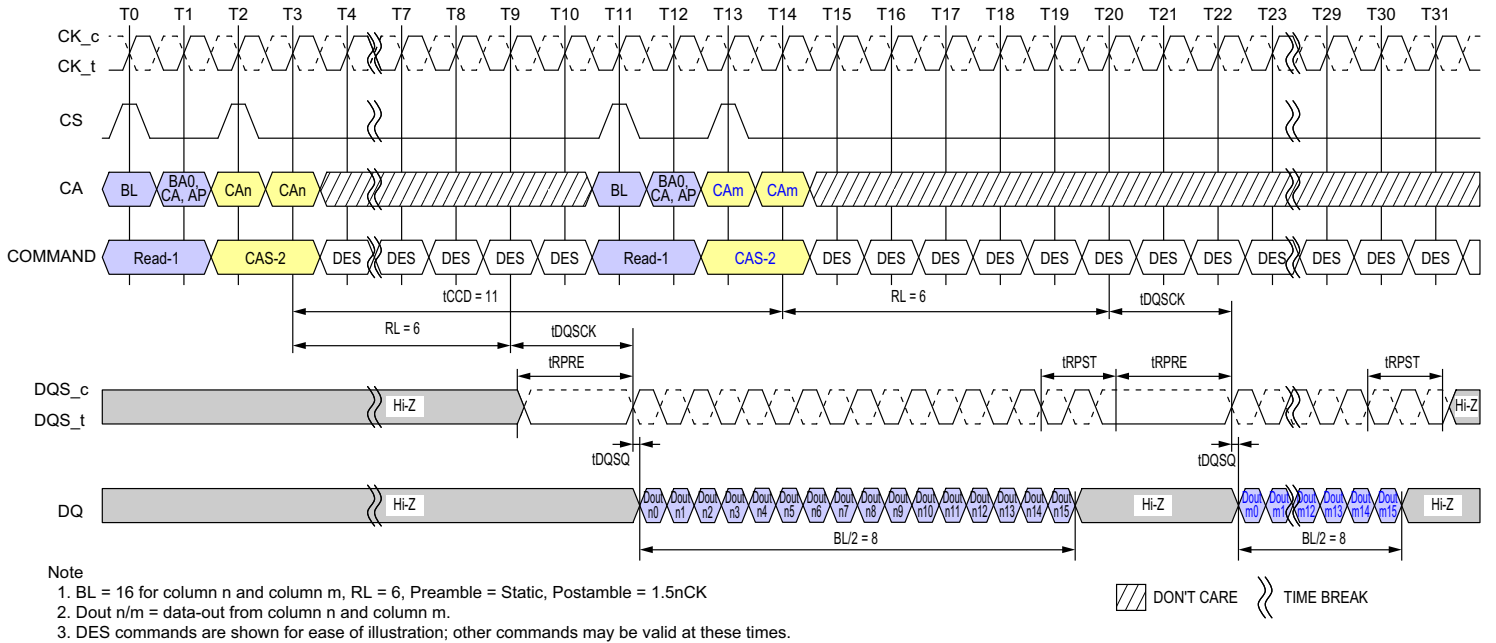 T0 T1 T2 T3 T4 T7 T8 T9 T10 T11 T12 T13 T14 T15 T16 T17 T18 T19 T20 T21 T22 T23 T29 T30 T31
CK_c
CK_t
CS
CA BL BA0, CA, AP CAn CAn BL BA0, CA, AP CAm CAm
COMMAND Read-1 CAS-2 DES DES DES DES DES Read-1 CAS-2 DES DES DES DES DES DES DES DES DES DES DES DES
tCCD = 11 RL = 6 tDQSCK
RL = 6 tDQSCK
tRPRE tRPST tRPRE tRPST
DQS_c
DQS_t
Hi-Z Hi-Z
tDQSQ tDQSQ
DQ Hi-Z Dout n0 Dout n1 Dout n2 Dout n3 Dout n4 Dout n5 Dout n6 Dout n7 Dout n8 Dout n9 Dout n10 Dout n11 Dout n12 Dout n13 Dout n14 Dout n15 Hi-Z Dout m0 Dout m1 Dout m12 Dout m13 Dout m14 Dout m15 Hi-Z
BL/2 = 8 BL/2 = 8
Note
1. BL = 16 for column n and column m, RL = 6, Preamble = Static, Postamble = 1.5nCK
2. Dout n/m = data-out from column n and column m.
3. DES commands are shown for ease of illustration; other commands may be valid at these times.
DON'T CARE TIME BREAK